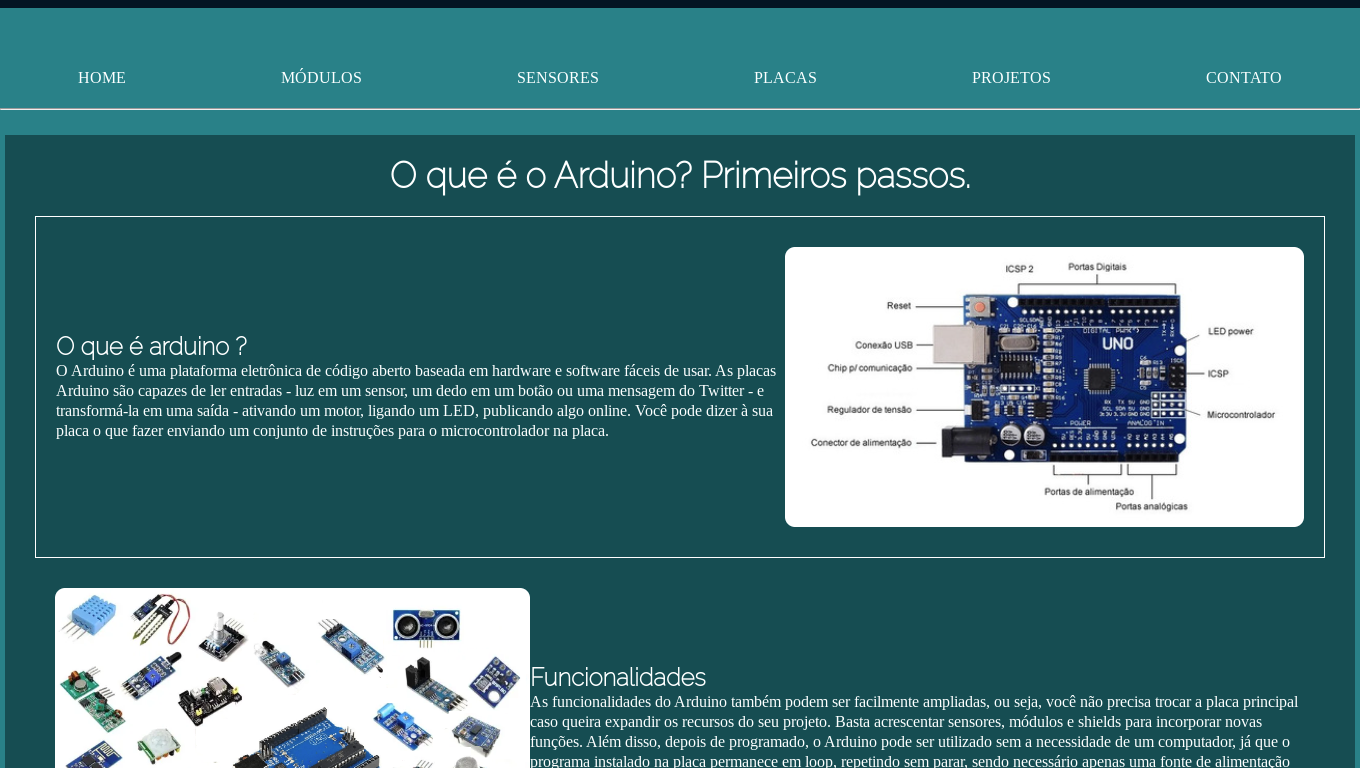 HOME MÓDULOS SENSORES PLACAS PROJETOS CONTATO
O que é o Arduino? Primeiros passos.
O que é arduino ?
O Arduino é uma plataforma eletrônica de código aberto baseada em hardware e software fáceis de usar. As placas
Arduino são capazes de ler entradas - luz em um sensor, um dedo em um botão ou uma mensagem do Twitter - e
transformá-la em uma saída - ativando um motor, ligando um LED, publicando algo online. Você pode dizer à sua
placa o que fazer enviando um conjunto de instruções para o microcontrolador na placa.
ICSP 2
Portas Digitais
Reset
LED power
Conexão USB
Chip p/ comunicação
ICSP
Regulador de tensão
Microcontrolador
Conector de alimentação
Portas de alimentação
Portas analógicas
DIGITAL
UNO
POWER
ANALOG IN
Funcionalidades
As funcionalidades do Arduino também podem ser facilmente ampliadas, ou seja, você não precisa trocar a placa principal
caso queira expandir os recursos do seu projeto. Basta acrescentar sensores, módulos e shields para incorporar novas
funções. Além disso, depois de programado, o Arduino pode ser utilizado sem a necessidade de um computador, já que o
programa instalado na placa permanece em loop, repetindo sem parar, sendo necessário apenas uma fonte de alimentação